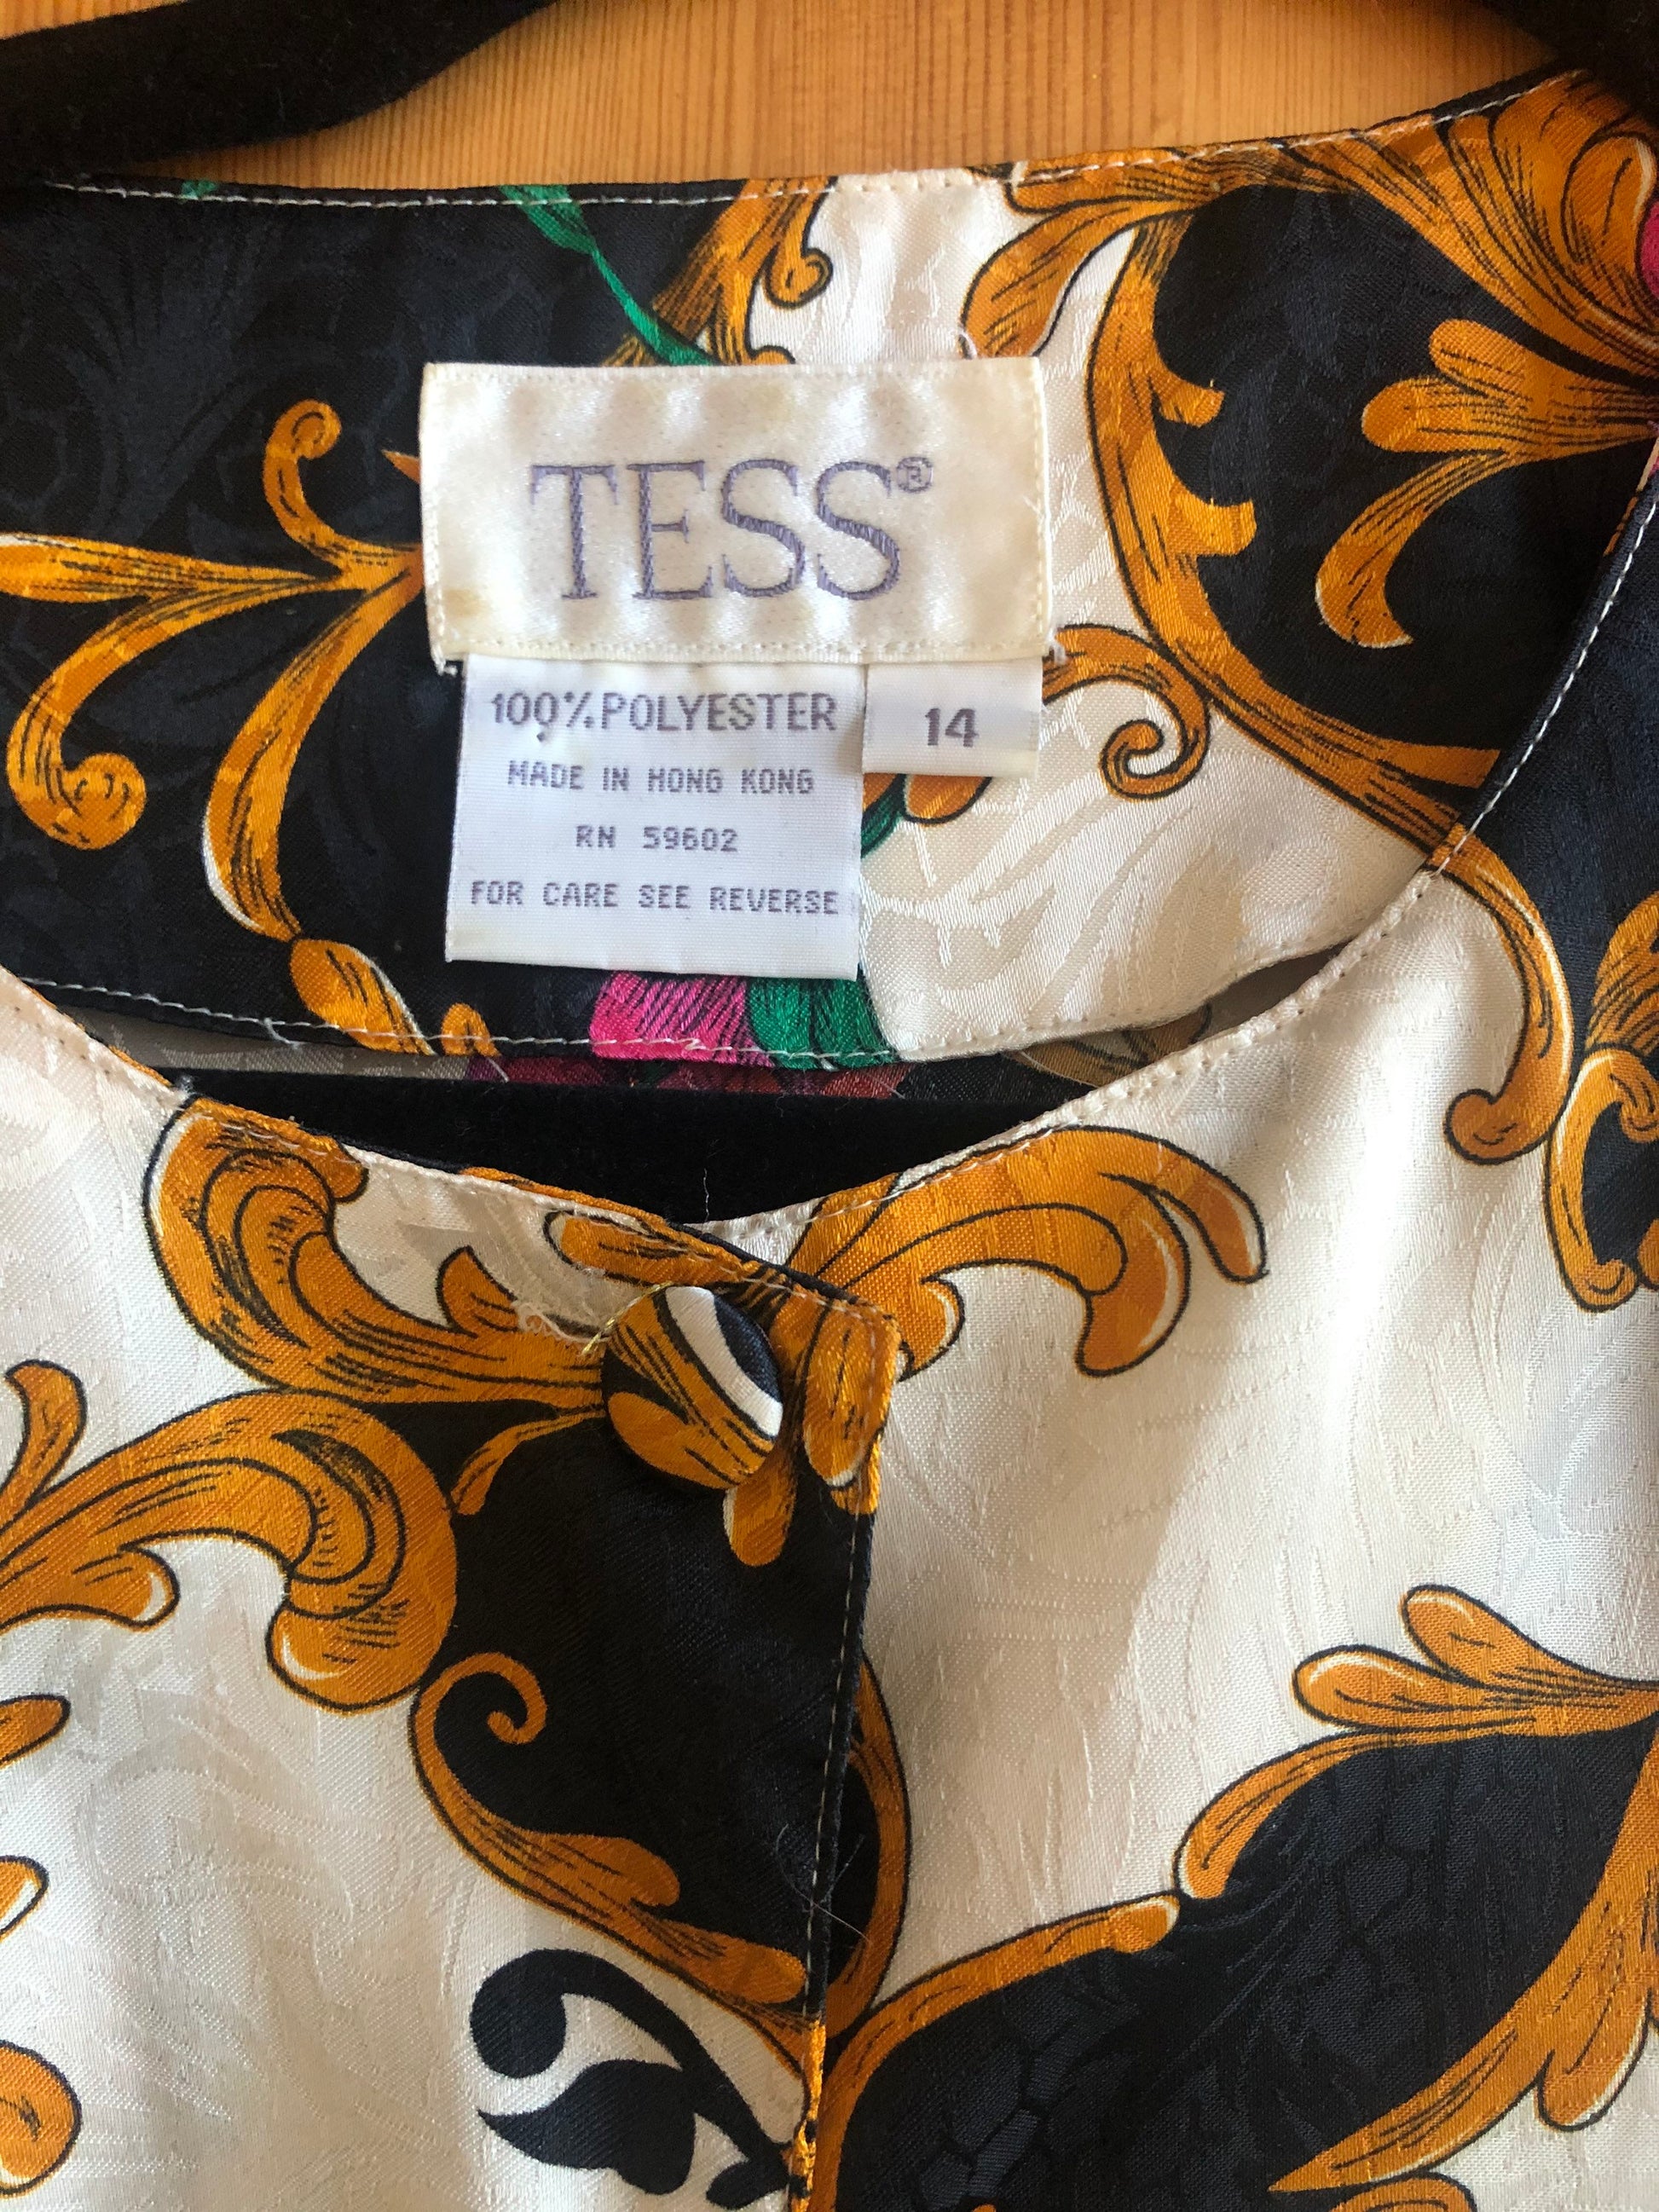 TESS®
100% POLYESTER
14
MADE IN HONG KONG
RN 59602
FOR CARE SEE REVERSE